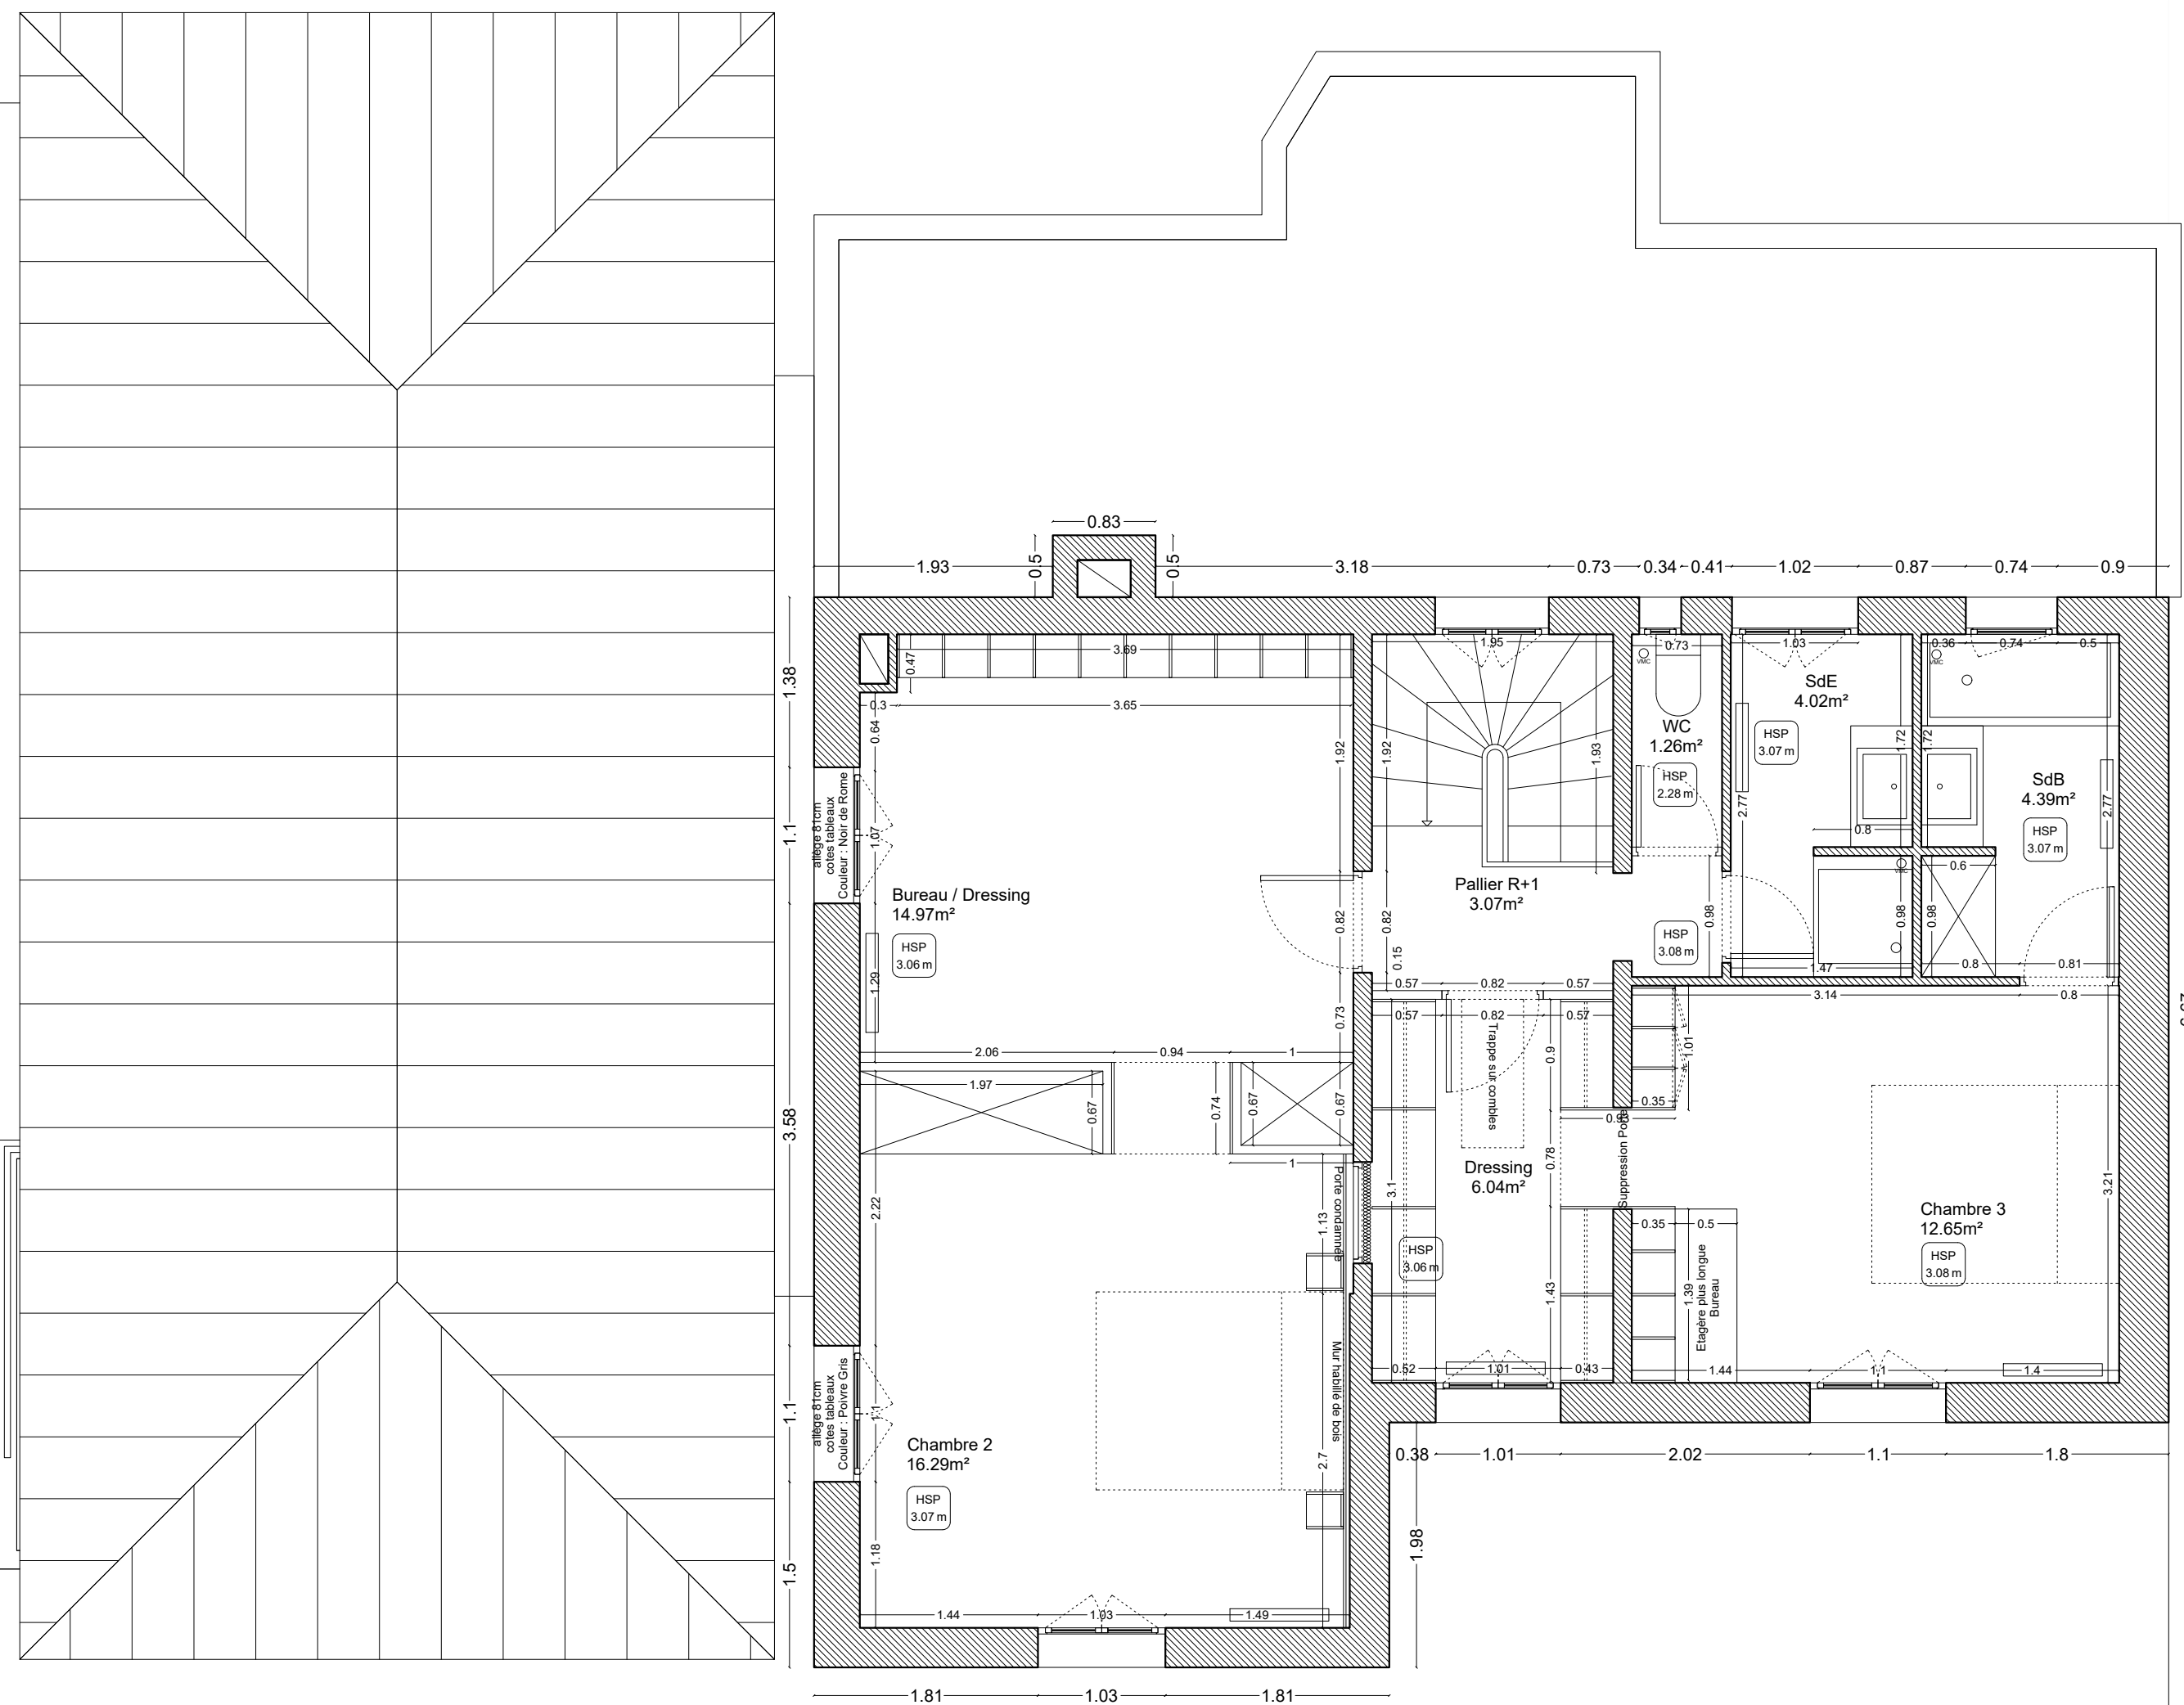 0.83
1.93
0.5
0.5
3.18
0.73
0.34
0.41
1.02
0.87
0.74
0.9
1.38
1.1
3.58
1.1
1.5
3.69
0.47
0.3
3.65
0.64
1.92
1.07
allège 81cm
cotes tableaux
Couleur : Noir de Rome
Bureau / Dressing
14.97m²
HSP
3.06 m
1.29
0.82
0.73
2.06
0.94
1
1.97
0.67
0.74
0.67
0.67
1
1.95
1.92
1.93
0.82
0.15
Pallier R+1
3.07m²
HSP
3.08 m
0.73
VMC
WC
1.26m²
HSP
2.28 m
0.98
1.03
SdE
4.02m²
HSP
3.07 m
1.72
2.77
0.8
VMC
0.98
1.47
0.36
0.74
0.5
VMC
1.72
SdB
4.39m²
HSP
3.07 m
2.77
0.6
0.98
0.8
0.81
3.14
0.8
0.57
0.82
0.57
0.57
0.82
0.57
Trappe sur combles
0.9
1.01
0.35
0.93
Suppression Porte
0.78
Dressing
6.04m²
HSP
3.06 m
3.1
1.43
0.52
1.01
0.43
0.35
0.5
1.39
Etagère plus longue
Bureau
Chambre 3
12.65m²
HSP
3.08 m
3.21
1.44
1.1
1.4
2.22
Porte condamnée
1.13
Mur habillé de bois
2.7
allège 81cm
cotes tableaux
Couleur : Poivre Gris
1.1
Chambre 2
16.29m²
HSP
3.07 m
1.18
1.44
1.03
1.49
0.38
1.01
2.02
1.1
1.8
1.98
1.81
1.03
1.81